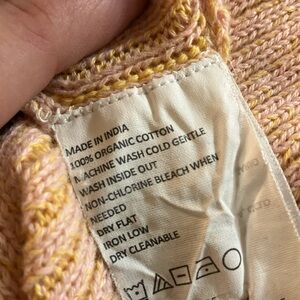 MADE IN INDIA
100% ORGANIC COTTON
MACHINE WASH COLD GENTLE
WASH INSIDE OUT
NON-CHLORINE BLEACH WHEN
NEEDED
DRY FLAT
IRON LOW
DRY CLEANABLE